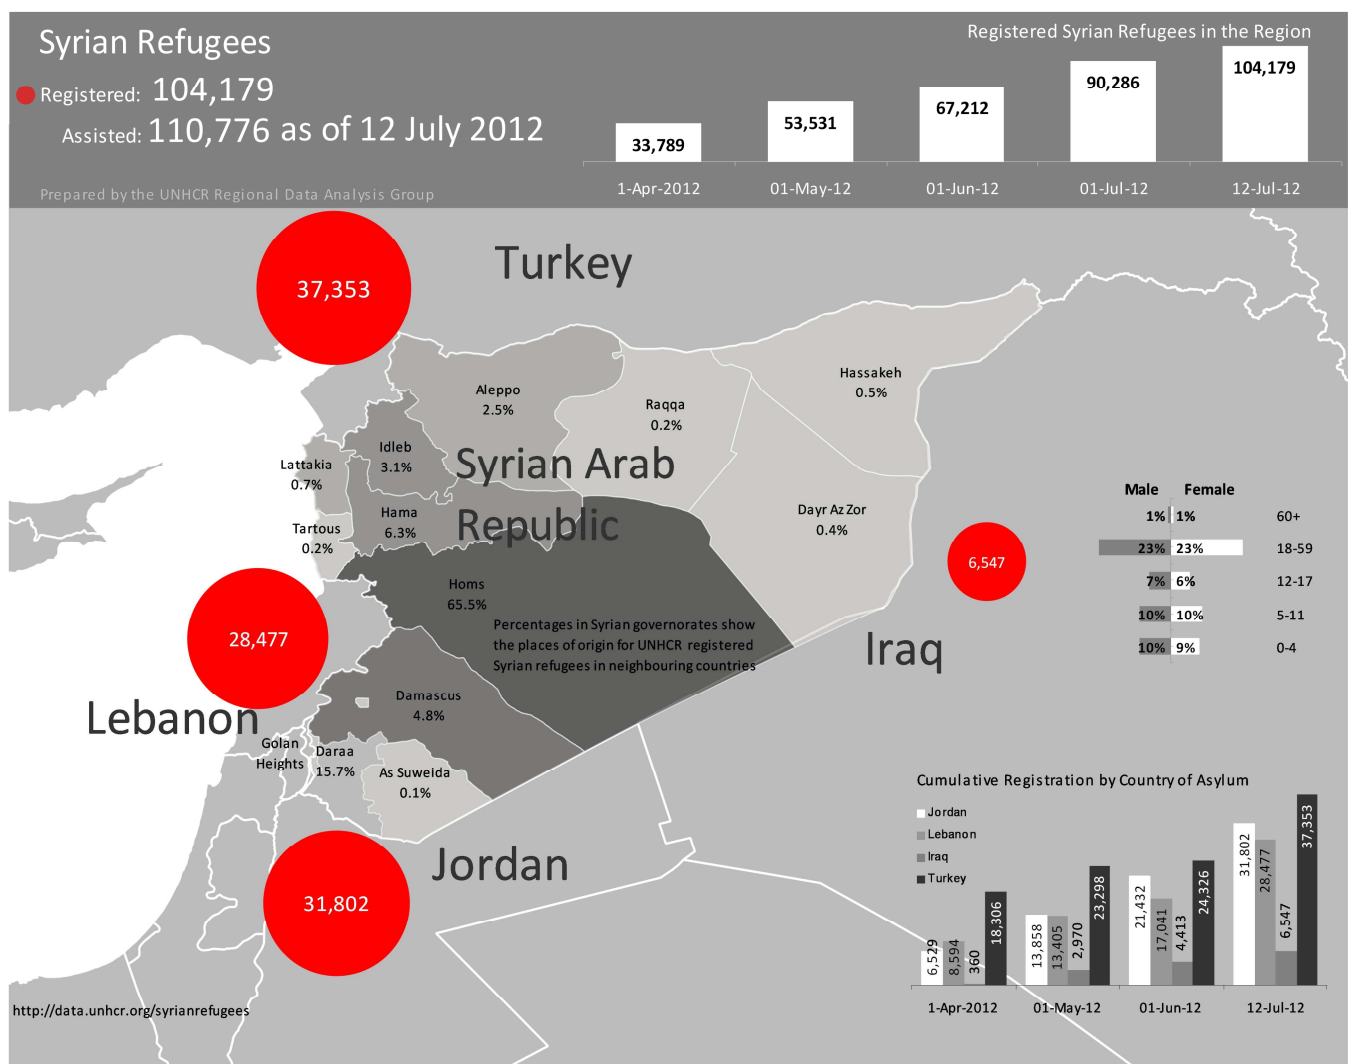 Syrian Refugees
Registered: 104,179
Assisted: 110,776 as of 12 July 2012
Prepared by the UNHCR Regional Data Analysis Group
Registered Syrian Refugees in the Region
33,789
53,531
67,212
90,286
104,179
1-Apr-2012
01-May-12
01-Jun-12
01-Jul-12
12-Jul-12
37,353
Turkey
Hassakeh
0.5%
Aleppo
2.5%
Raqqa
0.2%
Idleb
3.1%
Syrian Arab
Republic
Lattakia
0.7%
Hama
6.3%
Dayr Az Zor
0.4%
Tartous
0.2%
Homs
65.5%
Percentages in Syrian governorates show
the places of origin for UNHCR registered
Syrian refugees in neighbouring countries
6,547
Iraq
28,477
Lebanon
Damascus
4.8%
Golan
Heights
Daraa
15.7%
As Suweida
0.1%
Jordan
31,802
Male Female
1% 1% 60+
23% 23% 18-59
7% 6% 12-17
10% 10% 5-11
10% 9% 0-4
Cumulative Registration by Country of Asylum
Jordan
Lebanon
Iraq
Turkey
6,529
8,594
360
18,306
13,858
13,405
2,970
23,298
21,432
17,041
4,413
24,326
31,802
28,477
6,547
37,353
1-Apr-2012
01-May-12
01-Jun-12
12-Jul-12
http://data.unhcr.org/syrianrefugees